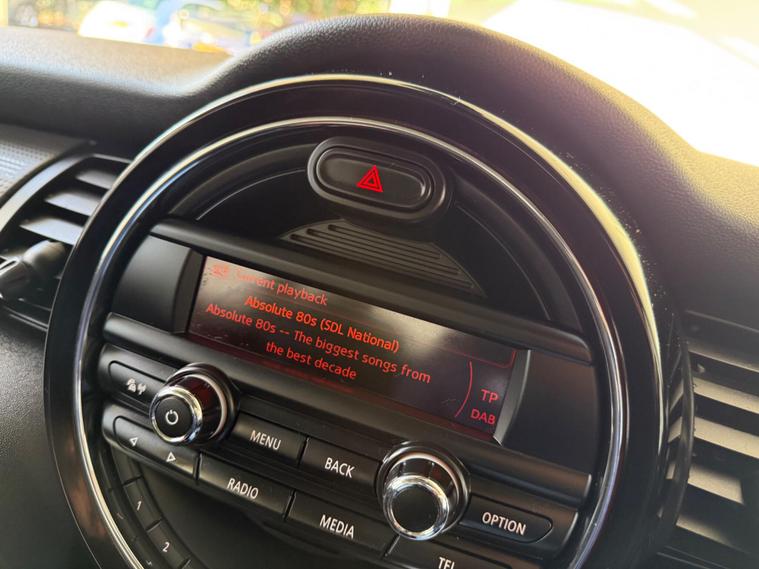 Current playback
Absolute 80s (SDL National)
Absolute 80s -- The biggest songs from
the best decade
TP
DAB
MENU
BACK
RADIO
MEDIA
OPTION
TEL
1
2